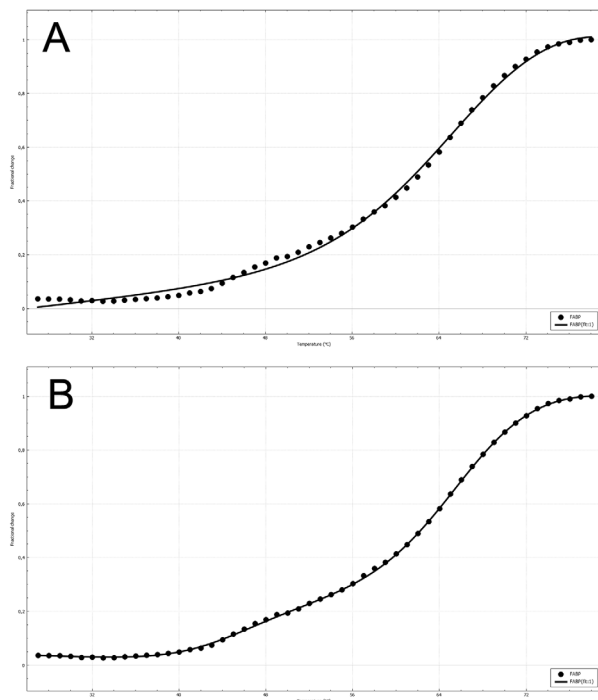 A
1
0,8
0,6
0,4
0,2
0
Fractional change
32
40
48
56
64
72
Temperature (°C)
FABP
FABP(fit:1)
B
1
0,8
0,6
0,4
0,2
0
Fractional change
32
40
48
56
64
72
FABP
FABP(fit:1)